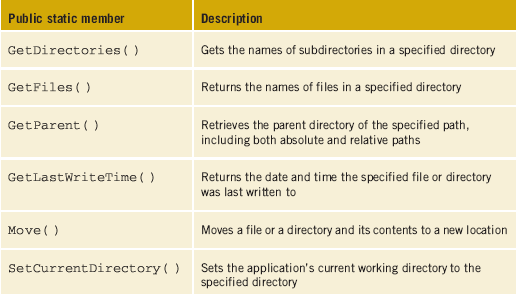 Public static member Description
GetDirectories( ) Gets the names of subdirectories in a specified directory
GetFiles( ) Returns the names of files in a specified directory
GetParent( ) Retrieves the parent directory of the specified path,
including both absolute and relative paths
GetLastWriteTime( ) Returns the date and time the specified file or directory
was last written to
Move( ) Moves a file or a directory and its contents to a new location
SetCurrentDirectory( ) Sets the application's current working directory to the
specified directory